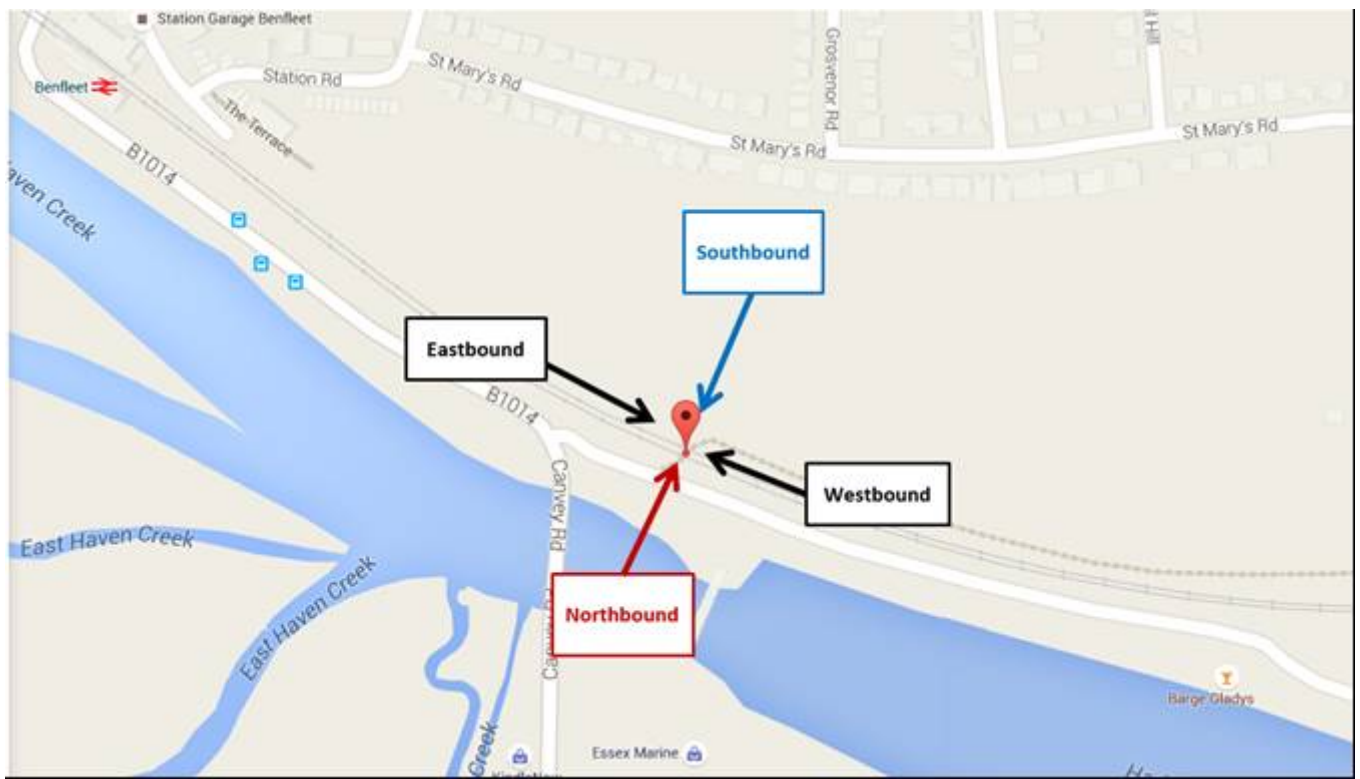 Station Garage Benfleet
Benfleet
Station Rd
St Mary's Rd
Grosvenor Rd
Hill
St Mary's Rd
St Mary's Rd
The Terrace
B1014
Haven Creek
Southbound
Eastbound
B1014
Westbound
Canvey Rd
East Haven Creek
East Haven Creek
Northbound
Barge Gladys
Essex Marine
Creek